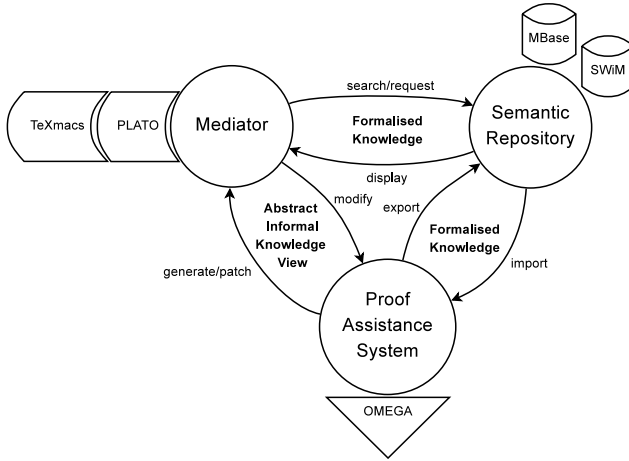 MBase
SWiM
search/request
TeXmacs
PLATO
Mediator
Formalised
Knowledge
Semantic
Repository
display
modify
export
Abstract
Informal
Knowledge
View
Formalised
Knowledge
generate/patch
import
Proof
Assistance
System
OMEGA